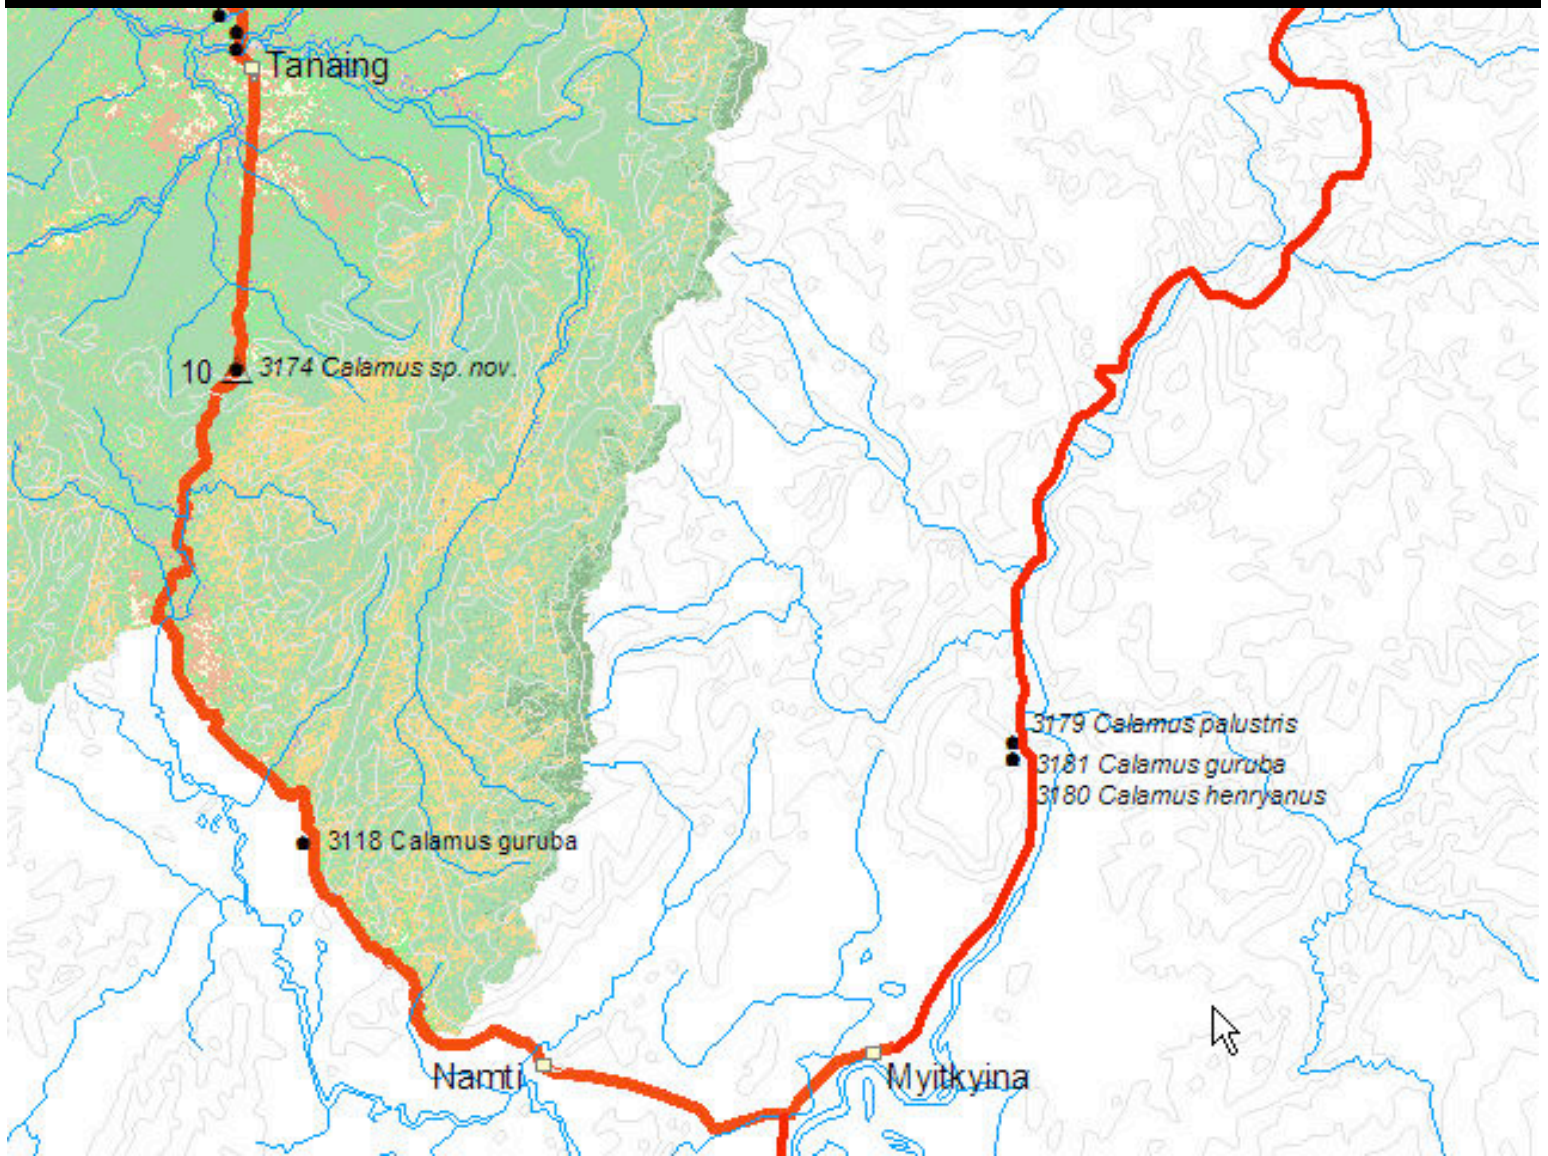 Tanaing
10 3174 Calamus sp. nov.
3179 Calamus palustris
3181 Calamus guruba
3180 Calamus henryanus
3118 Calamus guruba
Namti
Myitkyina